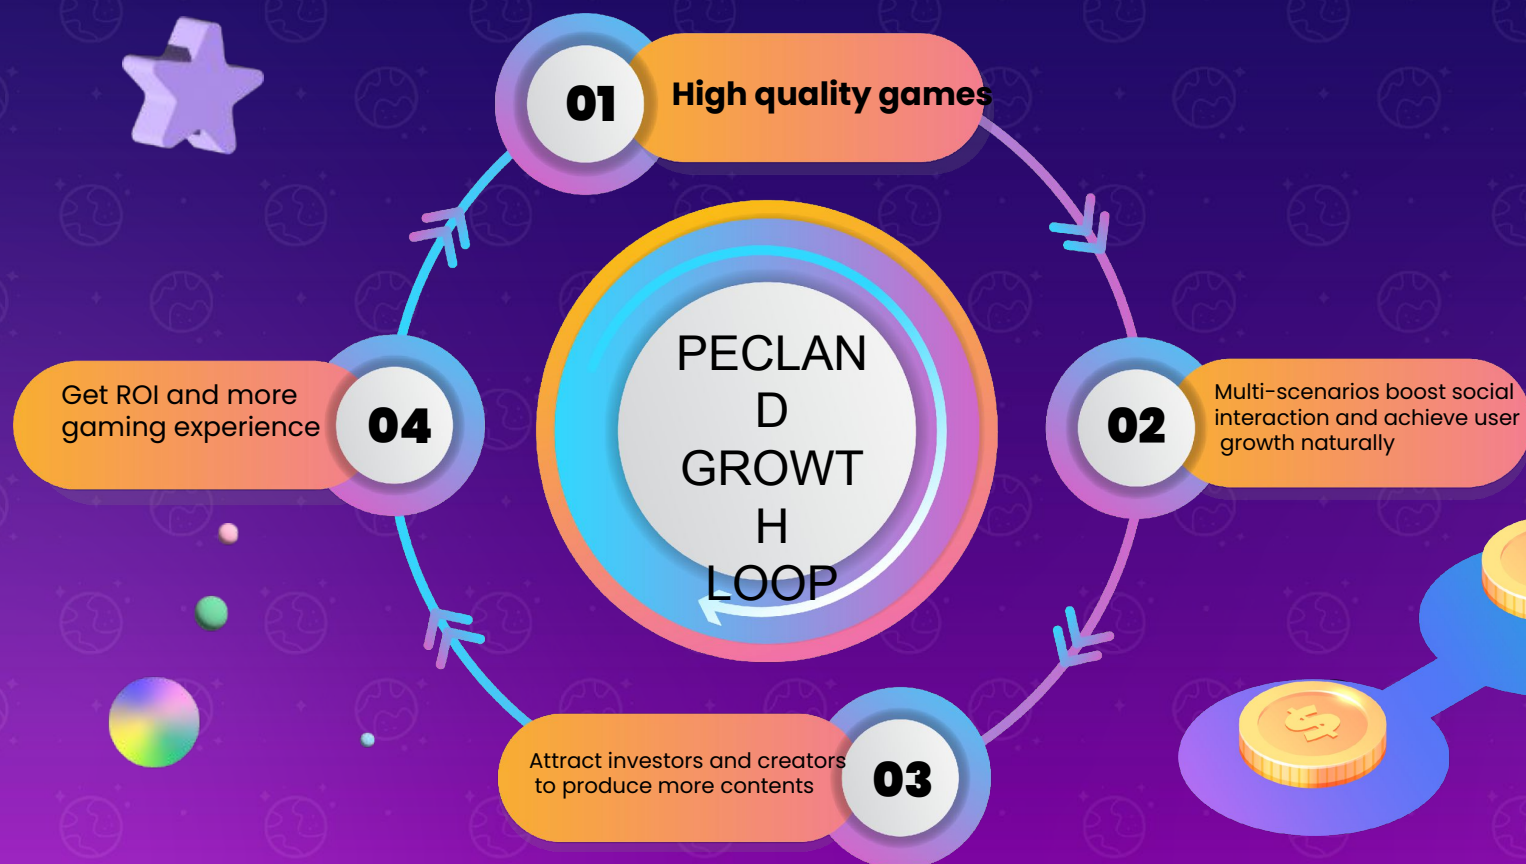 01
High quality games
02
Multi-scenarios boost social
interaction and achieve user
growth naturally
03
Attract investors and creators
to produce more contents
04
Get ROI and more
gaming experience
PECLAN
D
GROWT
H
LOOP
$